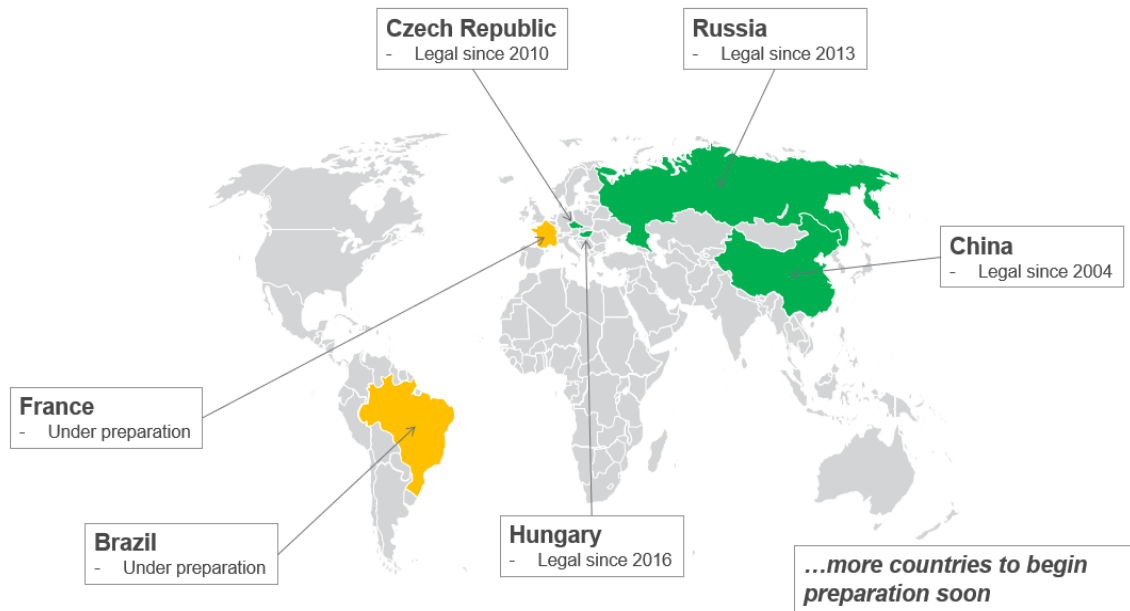 Czech Republic
- Legal since 2010
Russia
- Legal since 2013
China
- Legal since 2004
France
- Under preparation
Brazil
- Under preparation
Hungary
- Legal since 2016
...more countries to begin
preparation soon